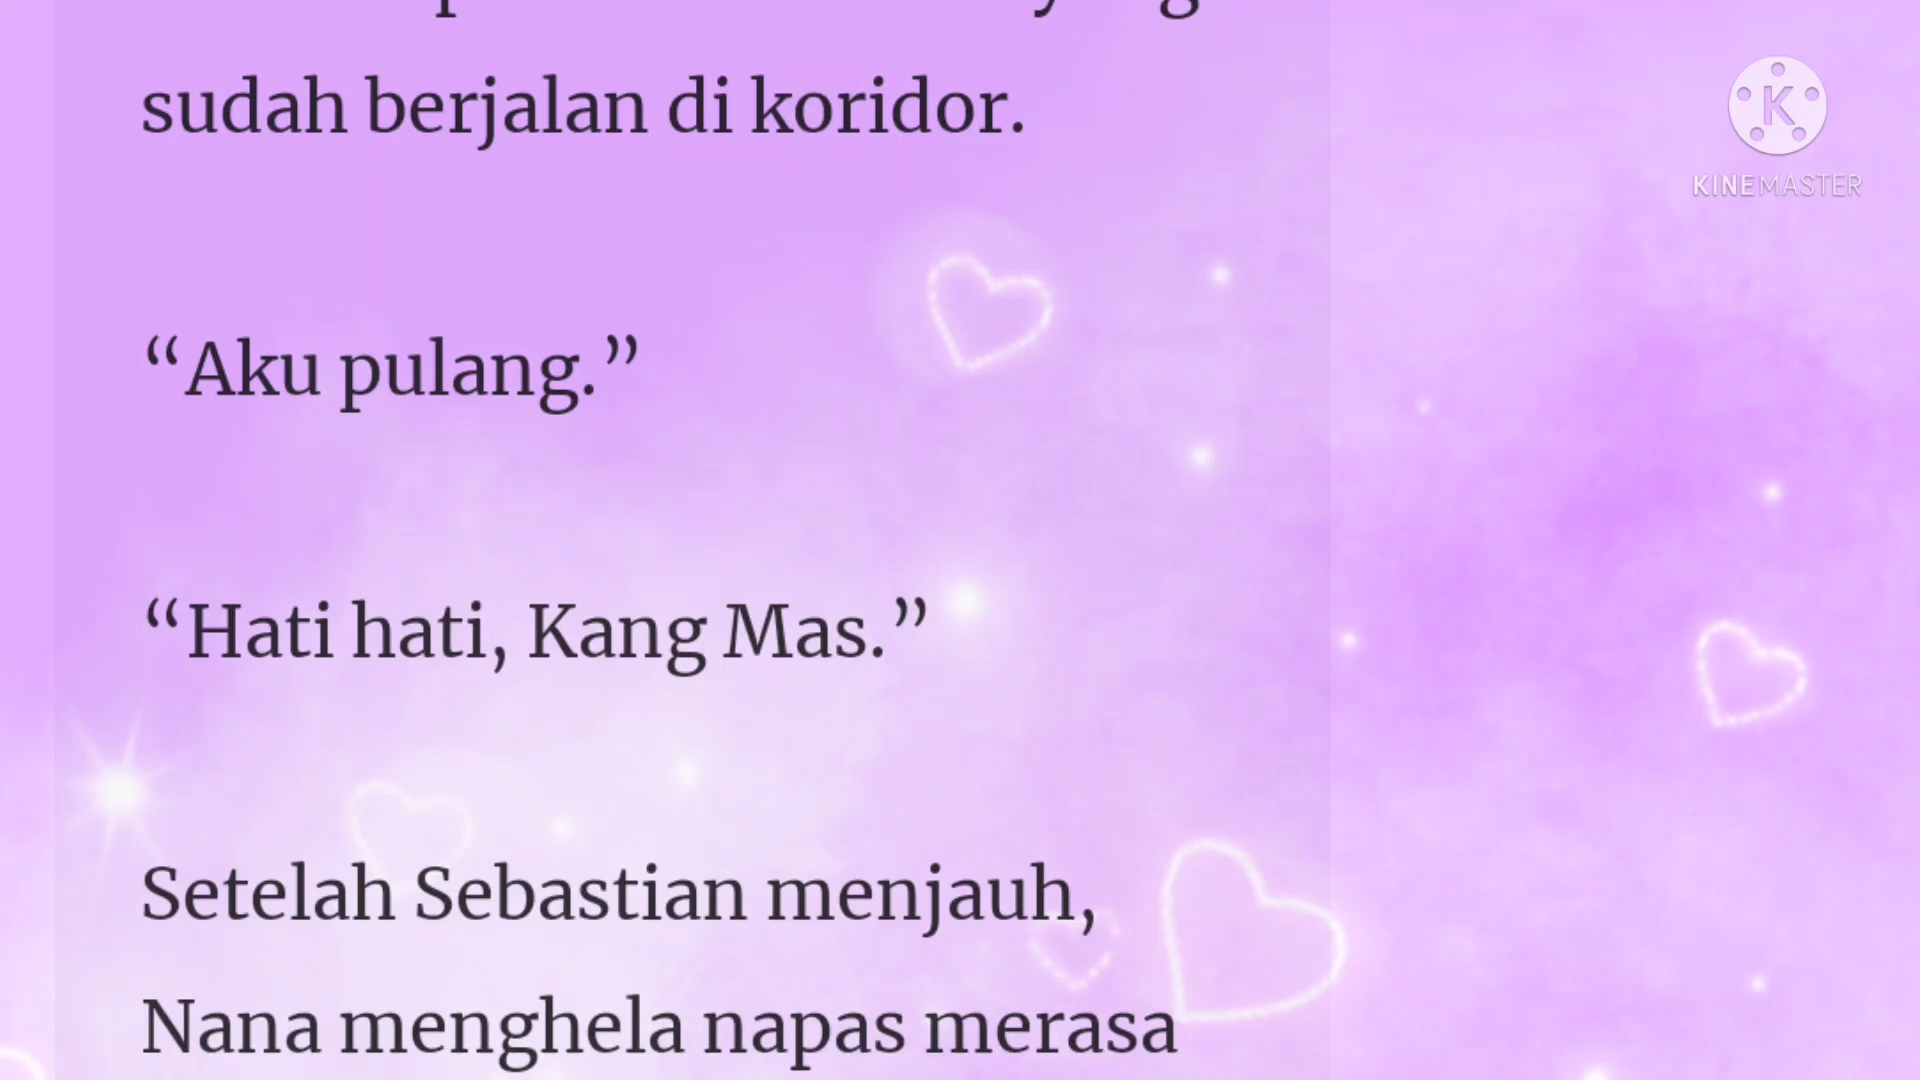 sudah berjalan di koridor.
“Aku pulang.”
“Hati hati, Kang Mas.”
Setelah Sebastian menjauh,
Nana menghela napas merasa
K
KINEMASTER